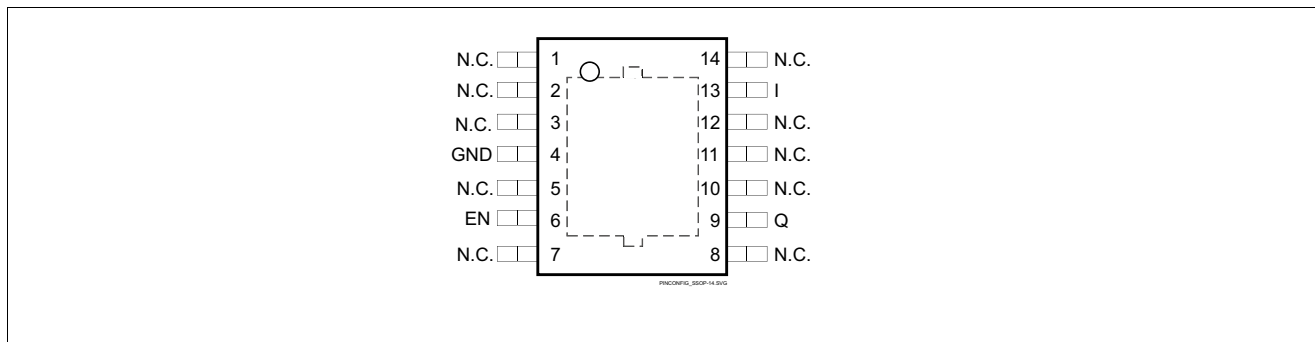 N.C. 1 14 N.C.
N.C. 2 13 I
N.C. 3 12 N.C.
GND 4 11 N.C.
N.C. 5 10 N.C.
EN 6 9 Q
N.C. 7 8 N.C.
PINCONFIG_SSOP-14.SVG